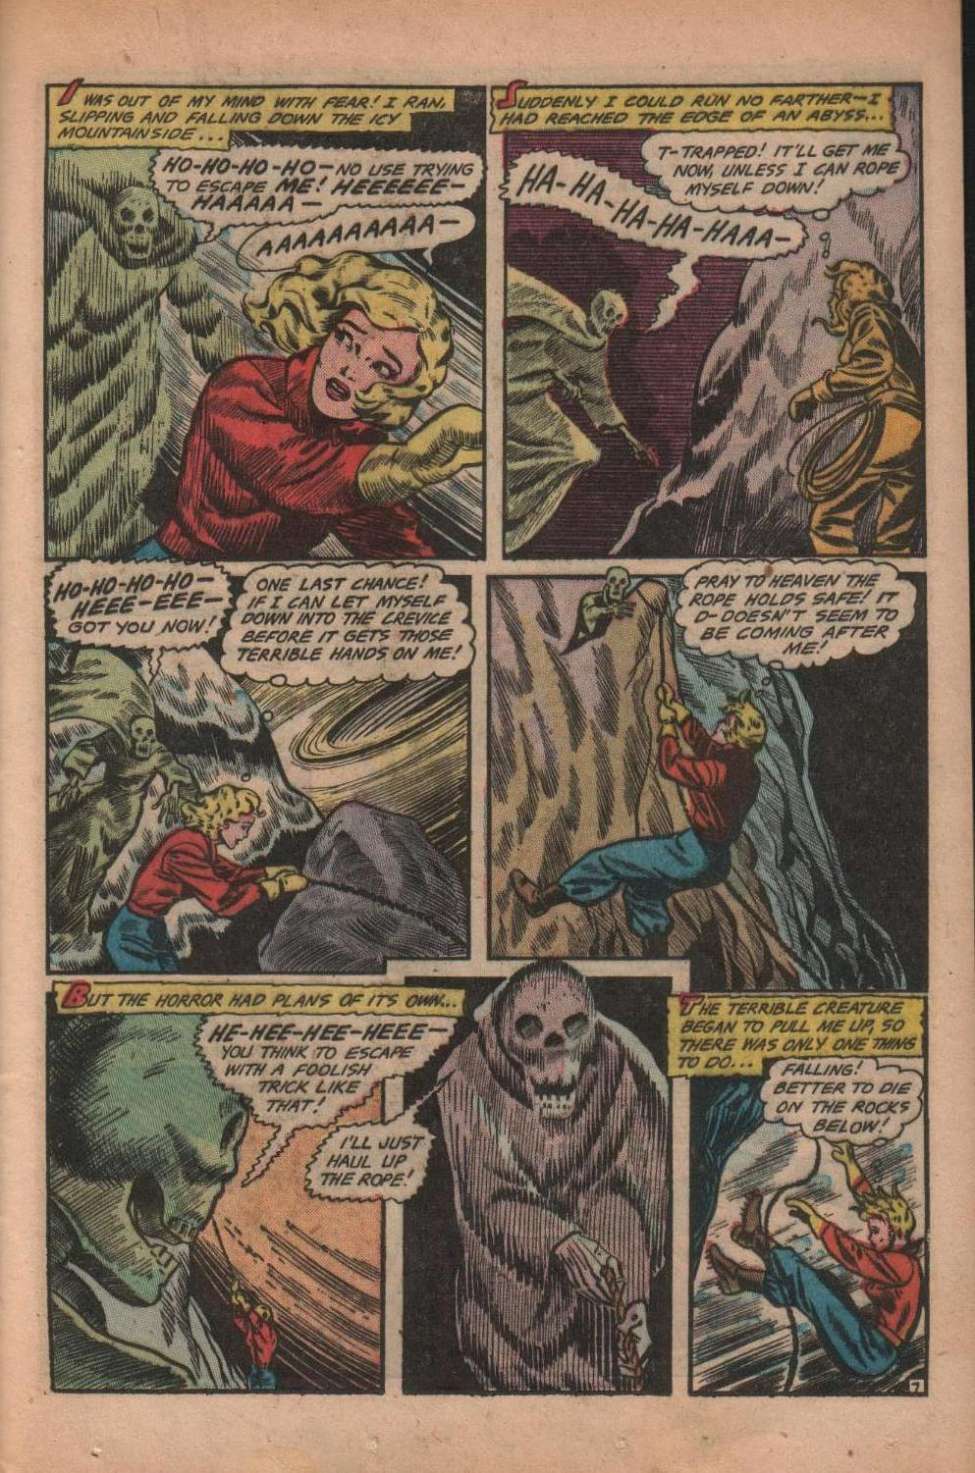 I WAS OUT OF MY MIND WITH FEAR! I RAN,
SLIPPING AND FALLING DOWN THE ICY
MOUNTAINSIDE...
HO-HO-HO-HO- NO USE TRYING
TO ESCAPE ME! HEEEEEE-
HAAAAA-
AAAAAAAAAA-
SUDDENLY I COULD RUN NO FARTHER-I
HAD REACHED THE EDGE OF AN ABYSS...
HA-HA-
HA-HA-HAAA-
T-TRAPPED! IT'LL GET ME
NOW, UNLESS I CAN ROPE
MYSELF DOWN!
HO-HO-HO-HO-
HEEE-EEE-
GOT YOU NOW!
ONE LAST CHANCE!
IF I CAN LET MYSELF
DOWN INTO THE CREVICE
BEFORE IT GETS THOSE
TERRIBLE HANDS ON ME!
PRAY TO HEAVEN THE
ROPE HOLDS SAFE! IT
D-DOESN'T SEEM TO
BE COMING AFTER
ME!
BUT THE HORROR HAD PLANS OF ITS OWN...
HE-HEE-HEE-HEEE-
YOU THINK TO ESCAPE
WITH A FOOLISH
TRICK LIKE
THAT!
I'LL JUST
HAUL UP
THE ROPE!
THE TERRIBLE CREATURE
BEGAN TO PULL ME UP, SO
THERE WAS ONLY ONE THING
TO DO...
FALLING!
BETTER TO DIE
ON THE ROCKS
BELOW!
7